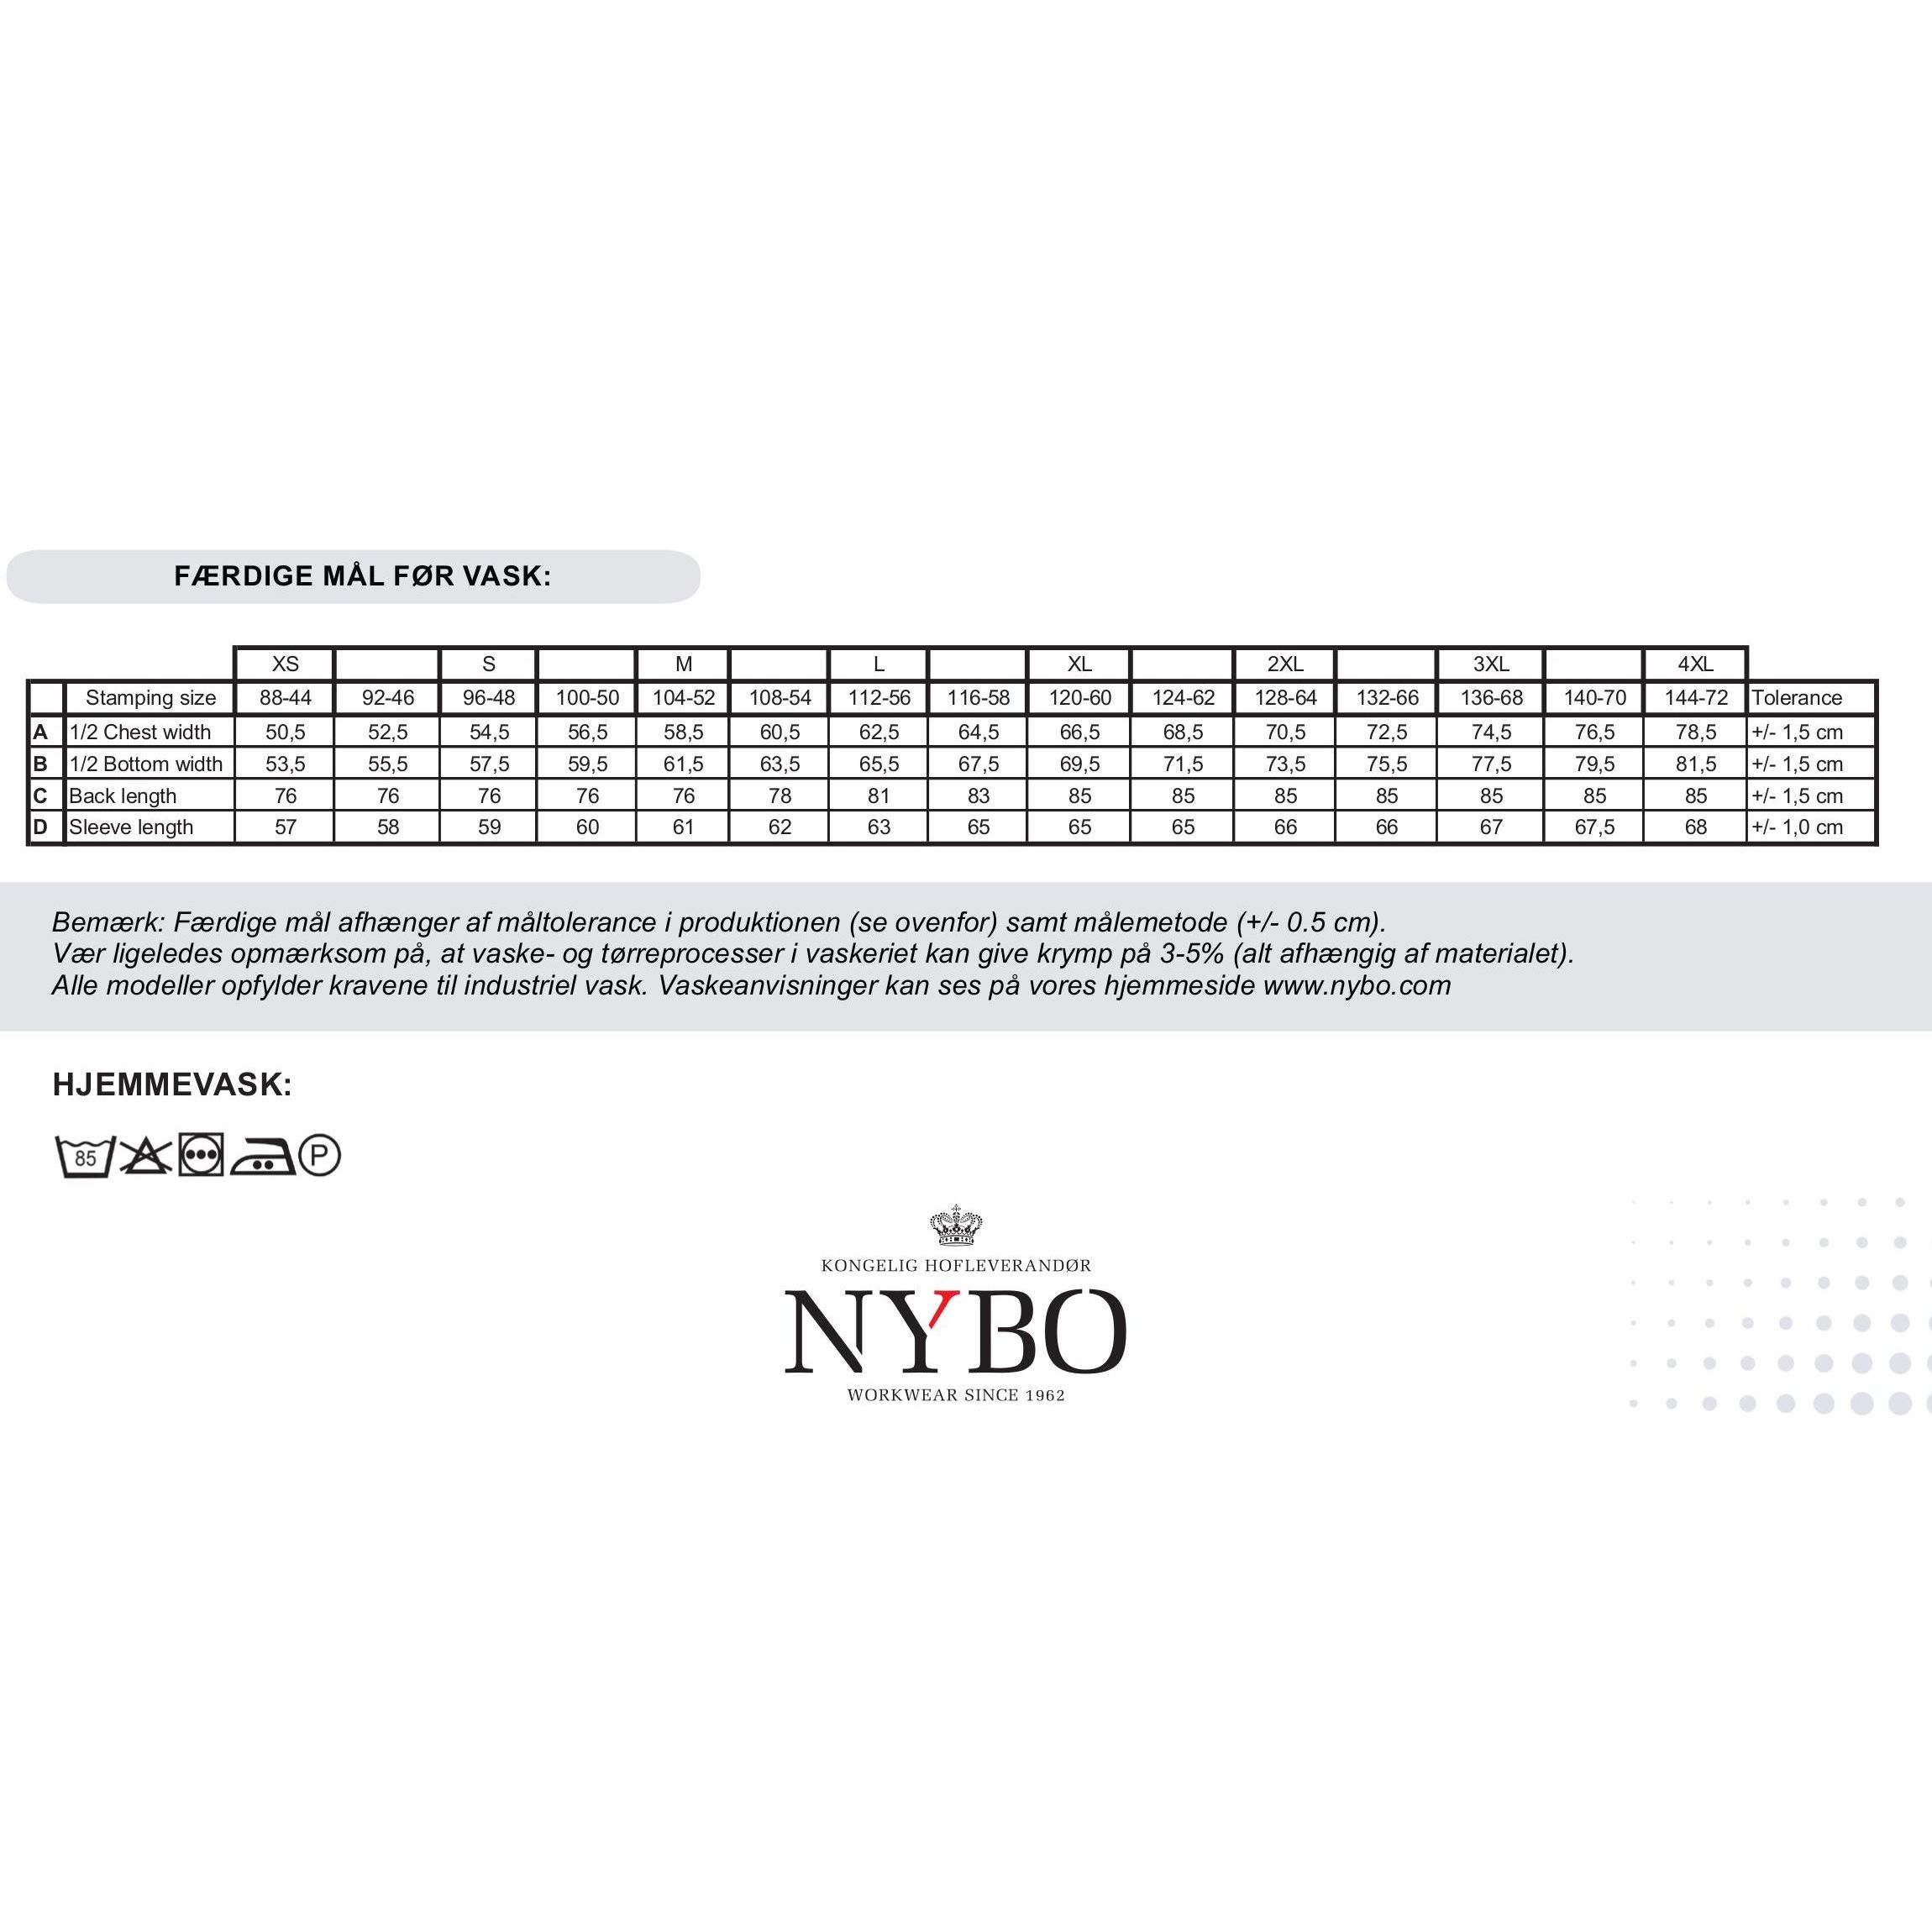 FÆRDIGE MÅL FØR VASK:
XS S M L XL 2XL 3XL 4XL
Stamping size 88-44 92-46 96-48 100-50 104-52 108-54 112-56 116-58 120-60 124-62 128-64 132-66 136-68 140-70 144-72 Tolerance
A 1/2 Chest width 50,5 52,5 54,5 56,5 58,5 60,5 62,5 64,5 66,5 68,5 70,5 72,5 74,5 76,5 78,5 +/- 1,5 cm
B 1/2 Bottom width 53,5 55,5 57,5 59,5 61,5 63,5 65,5 67,5 69,5 71,5 73,5 75,5 77,5 79,5 81,5 +/- 1,5 cm
C Back length 76 76 76 76 76 78 81 83 85 85 85 85 85 85 85 +/- 1,5 cm
D Sleeve length 57 58 59 60 61 62 63 65 65 65 66 66 67 67,5 68 +/- 1,0 cm
Bemærk: Færdige mål afhænger af måltolerance i produktionen (se ovenfor) samt målemetode (+/- 0.5 cm).
Vær ligeledes opmærksom på, at vaske- og tørreprocesser i vaskeriet kan give krymp på 3-5% (alt afhængig af materialet).
Alle modeller opfylder kravene til industriel vask. Vaskeanvisninger kan ses på vores hjemmeside www.nybo.com
HJEMMEVASK:
85 P
KONGELIG HOFLEVERANDØR
NYBO
WORKWEAR SINCE 1962